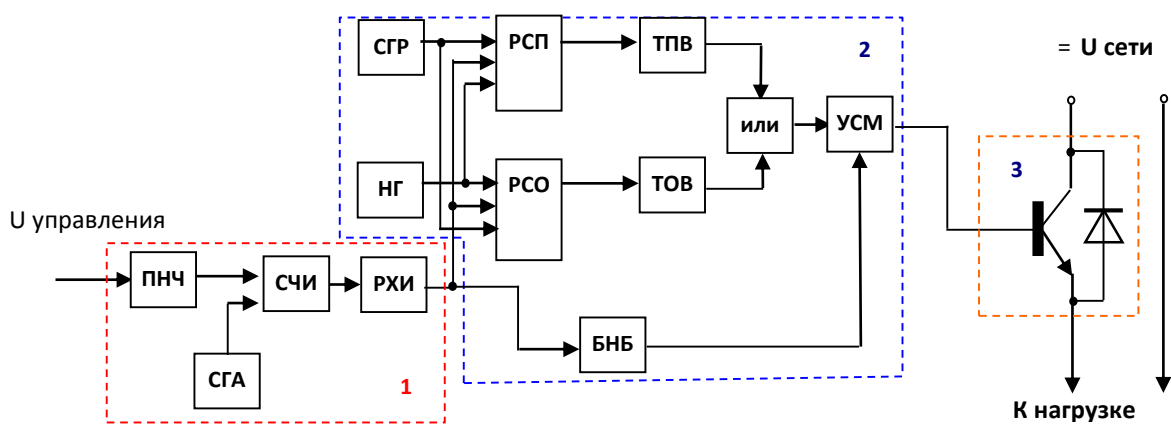 СГР
РСП
ТПВ
2
= U сети
или
УСМ
3
НГ
РСО
ТОВ
U управления
ПНЧ
СЧИ
РХИ
БНБ
СГА
1
К нагрузке